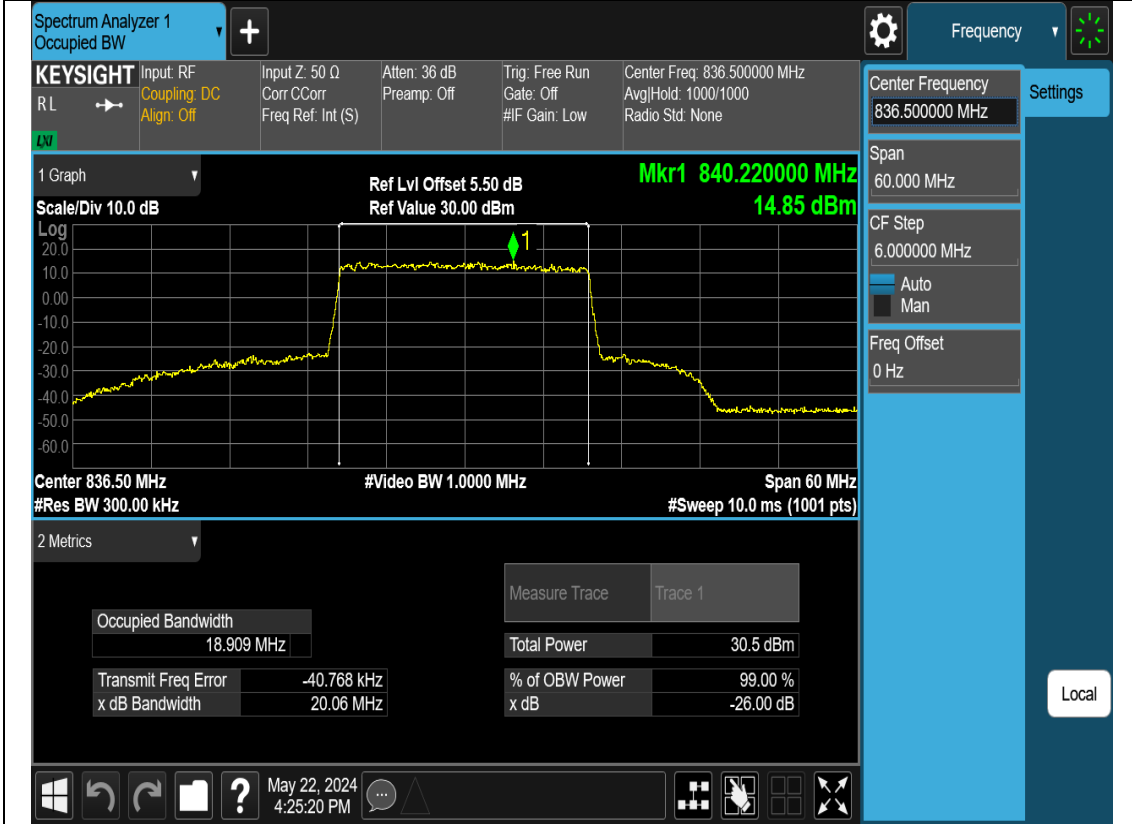 Spectrum Analyzer 1
Occupied BW
+
Frequency
KEYSIGHT
RL
LXI
Input: RF
Coupling: DC
Align: Off
Input Z: 50 Ω
Corr CCorr
Freq Ref: Int (S)
Atten: 36 dB
Preamp: Off
Trig: Free Run
Gate: Off
#IF Gain: Low
Center Freq: 836.500000 MHz
Avg|Hold: 1000/1000
Radio Std: None
Center Frequency
836.500000 MHz
Settings
Span
60.000 MHz
CF Step
6.000000 MHz
Auto
Man
Freq Offset
0 Hz
Local
1 Graph
Scale/Div 10.0 dB
Ref Lvl Offset 5.50 dB
Ref Value 30.00 dBm
Mkr1 840.220000 MHz
14.85 dBm
Log
1
20.0
10.0
0.00
-10.0
-20.0
-30.0
-40.0
-50.0
-60.0
Center 836.50 MHz
#Video BW 1.0000 MHz
Span 60 MHz
#Res BW 300.00 kHz
#Sweep 10.0 ms (1001 pts)
2 Metrics
Measure Trace
Trace 1
Occupied Bandwidth
18.909 MHz
Total Power
30.5 dBm
Transmit Freq Error
-40.768 kHz
% of OBW Power
99.00 %
x dB Bandwidth
20.06 MHz
x dB
-26.00 dB
?
May 22, 2024
4:25:20 PM